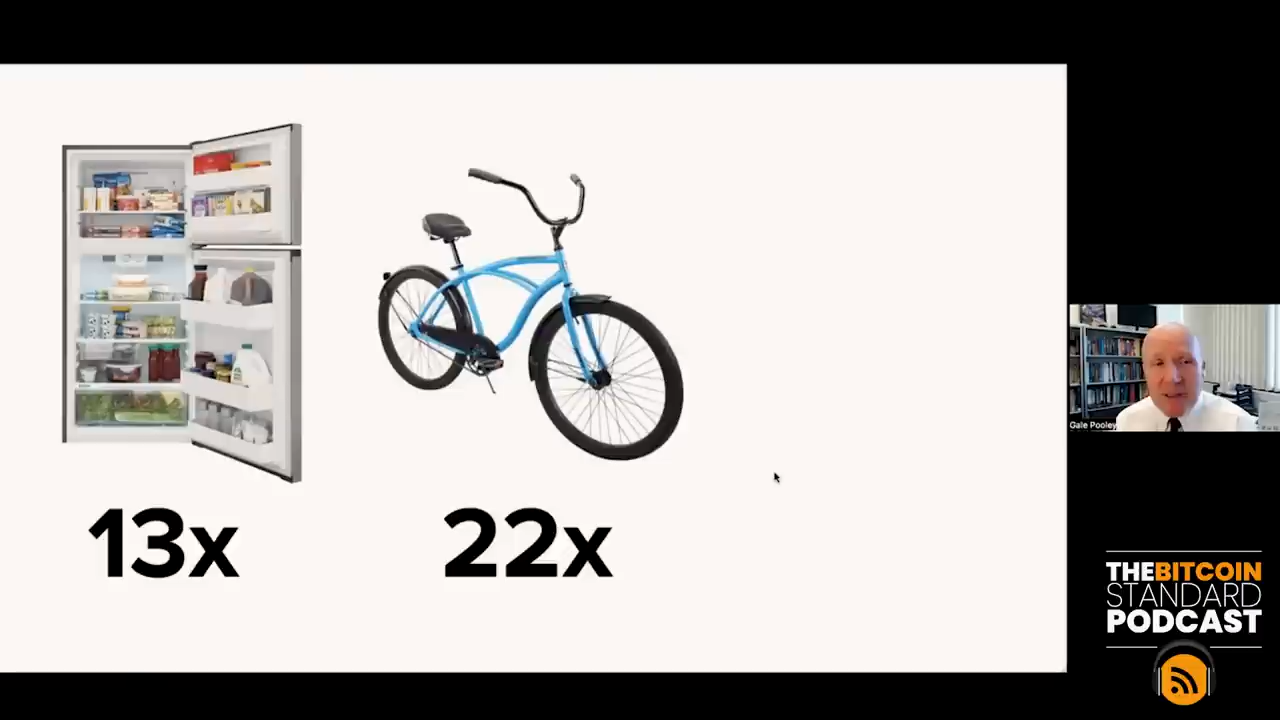 13x
22x
Gale Pooley
THEBITCOIN
STANDARD
PODCAST